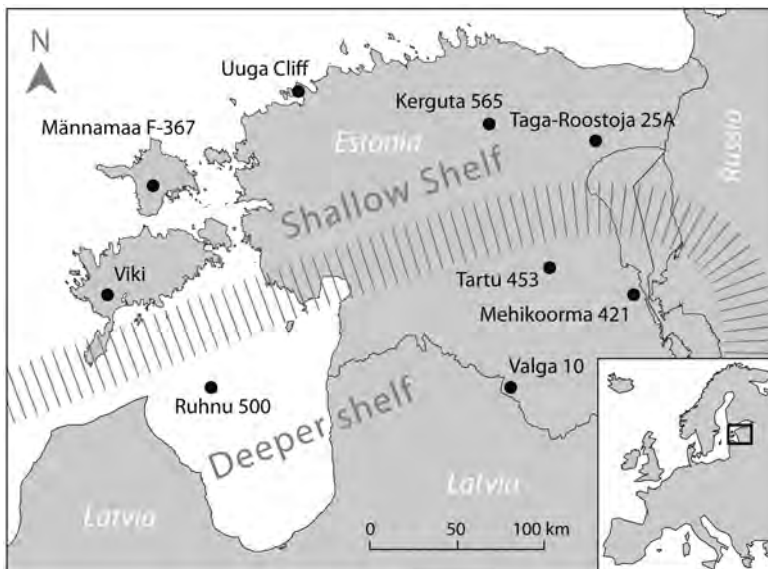 N
Uuga Cliff
Kerguta 565
Männamaa F-367
Taga-Roostoja 25A
Estonia
Russia
Shallow Shelf
Viki
Tartu 453
Mehikoorma 421
Valga 10
Ruhnu 500
Deeper shelf
Latvia
Latvia
0 50 100 km